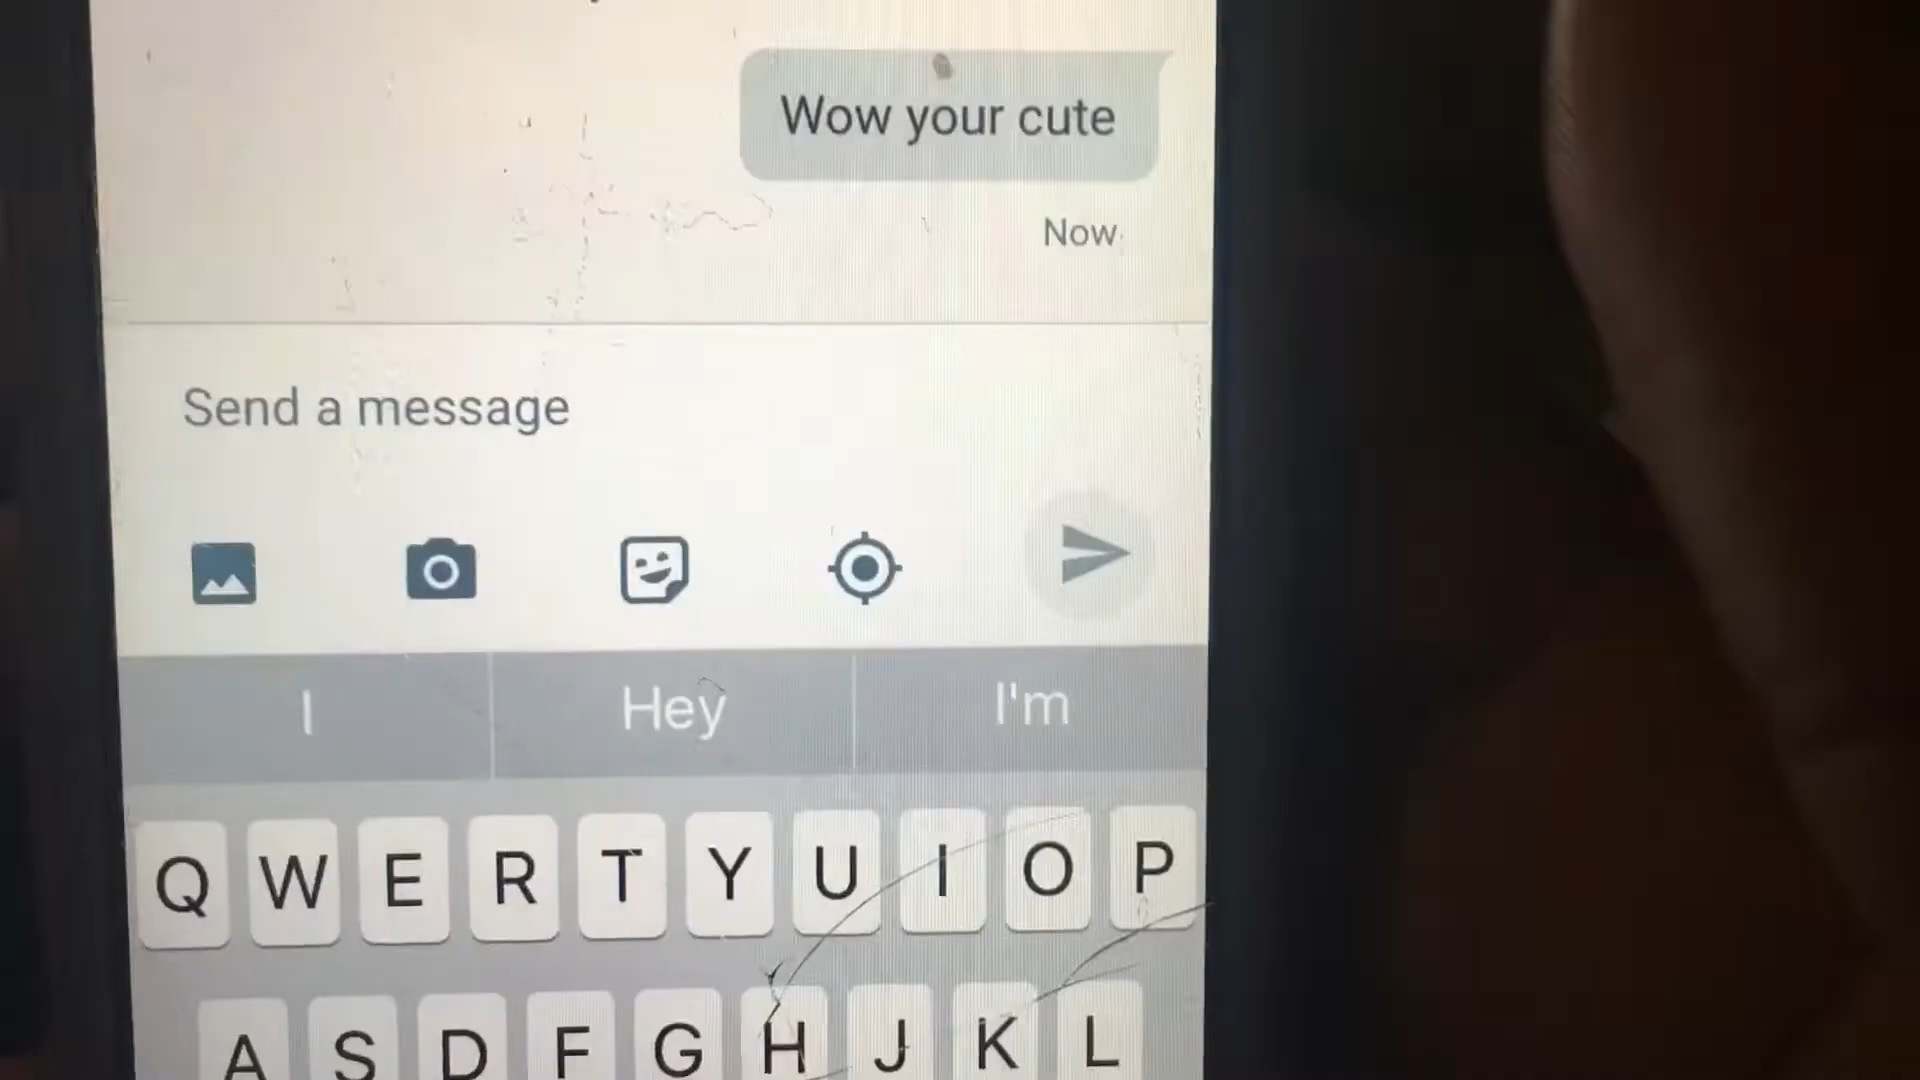 Wow your cute
Now
Send a message
I Hey I'm
Q W E R T Y U I O P
A S D F G H J K L